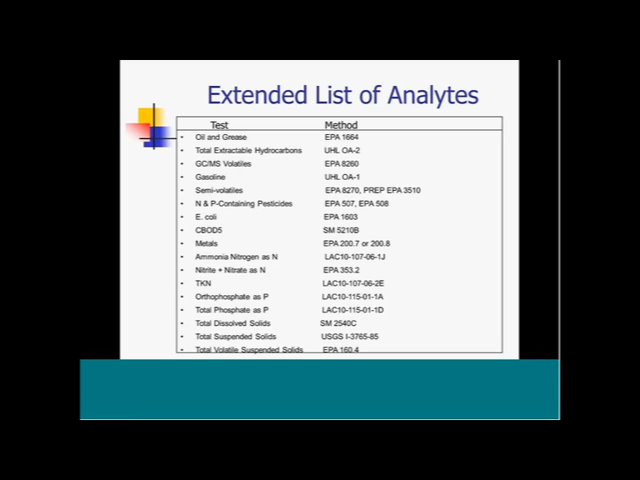 Extended List of Analytes
Test Method
• Oil and Grease EPA 1664
• Total Extractable Hydrocarbons UHL OA-2
• GC/MS Volatiles EPA 8260
• Gasoline UHL OA-1
• Semi-volatiles EPA 8270, PREP EPA 3510
• N & P-Containing Pesticides EPA 507, EPA 508
• E. coli EPA 1603
• CBOD5 SM 5210B
• Metals EPA 200.7 or 200.8
• Ammonia Nitrogen as N LAC10-107-06-1J
• Nitrite + Nitrate as N EPA 353.2
• TKN LAC10-107-06-2E
• Orthophosphate as P LAC10-115-01-1A
• Total Phosphate as P LAC10-115-01-1D
• Total Dissolved Solids SM 2540C
• Total Suspended Solids USGS I-3765-85
• Total Volatile Suspended Solids EPA 160.4